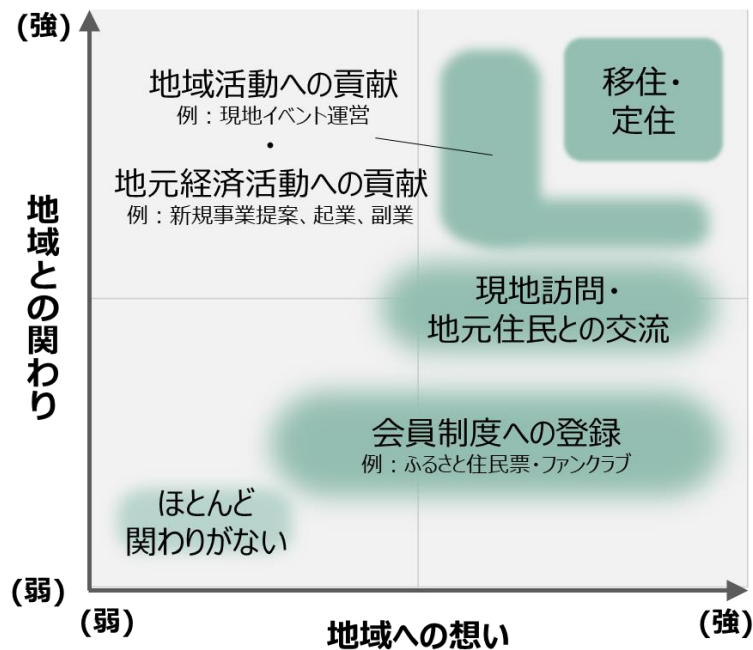 (強)
地域活動への貢献
例：現地イベント運営
・
地元経済活動への貢献
例：新規事業提案、起業、副業
移住・
定住
地域との関わり
現地訪問・
地元住民との交流
会員制度への登録
例：ふるさと住民票・ファンクラブ
ほとんど
関わりがない
(弱)
(弱)
地域への想い
(強)